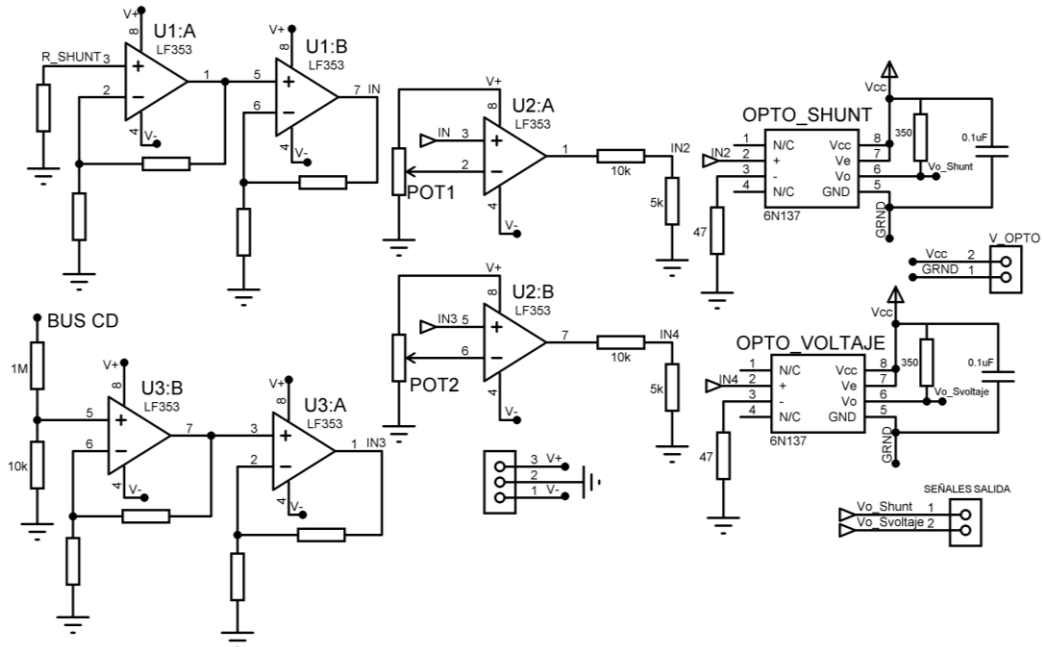 V+
8
U1:A
LF353
R_SHUNT
3
+
1
2
−
4
V-
V+
8
U1:B
LF353
5
+
7
IN
6
−
4
V-
V+
8
U2:A
LF353
IN
3
+
1
2
−
POT1
4
V-
10k
IN2
5k
Vcc
OPTO_SHUNT
350
0.1uF
1
N/C
Vcc
8
IN2
2
+
Ve
7
3
-
Vo
6
Vo_Shunt
4
N/C
GND
5
6N137
47
GRND
V_OPTO
Vcc
2
GRND
1
BUS CD
1M
10k
V+
8
U3:B
LF353
5
+
7
6
−
4
V-
V+
8
U3:A
LF353
3
+
1
IN3
2
−
4
V-
V+
8
U2:B
LF353
IN3
5
+
7
6
−
POT2
4
V-
10k
IN4
5k
3
V+
2
1
V-
Vcc
OPTO_VOLTAJE
350
0.1uF
1
N/C
Vcc
8
IN4
2
+
Ve
7
3
-
Vo
6
Vo_Svoltaje
4
N/C
GND
5
6N137
47
GRND
SEÑALES SALIDA
Vo_Shunt
1
Vo_Svoltaje
2